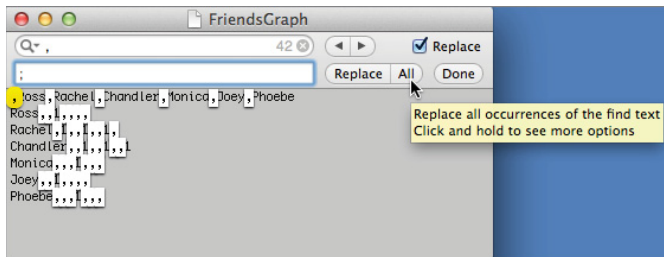 FriendsGraph
, 42 Replace
; Replace All Done
,Ross,Rachel,Chandler,Monica,Joey,Phoebe
Ross,,1,,,,
Rachel,1,,1,,1,
Chandler,,1,,1,,1
Monica,,,1,,,
Joey,,1,,,,
Phoebe,,,1,,,
Replace all occurrences of the find text
Click and hold to see more options